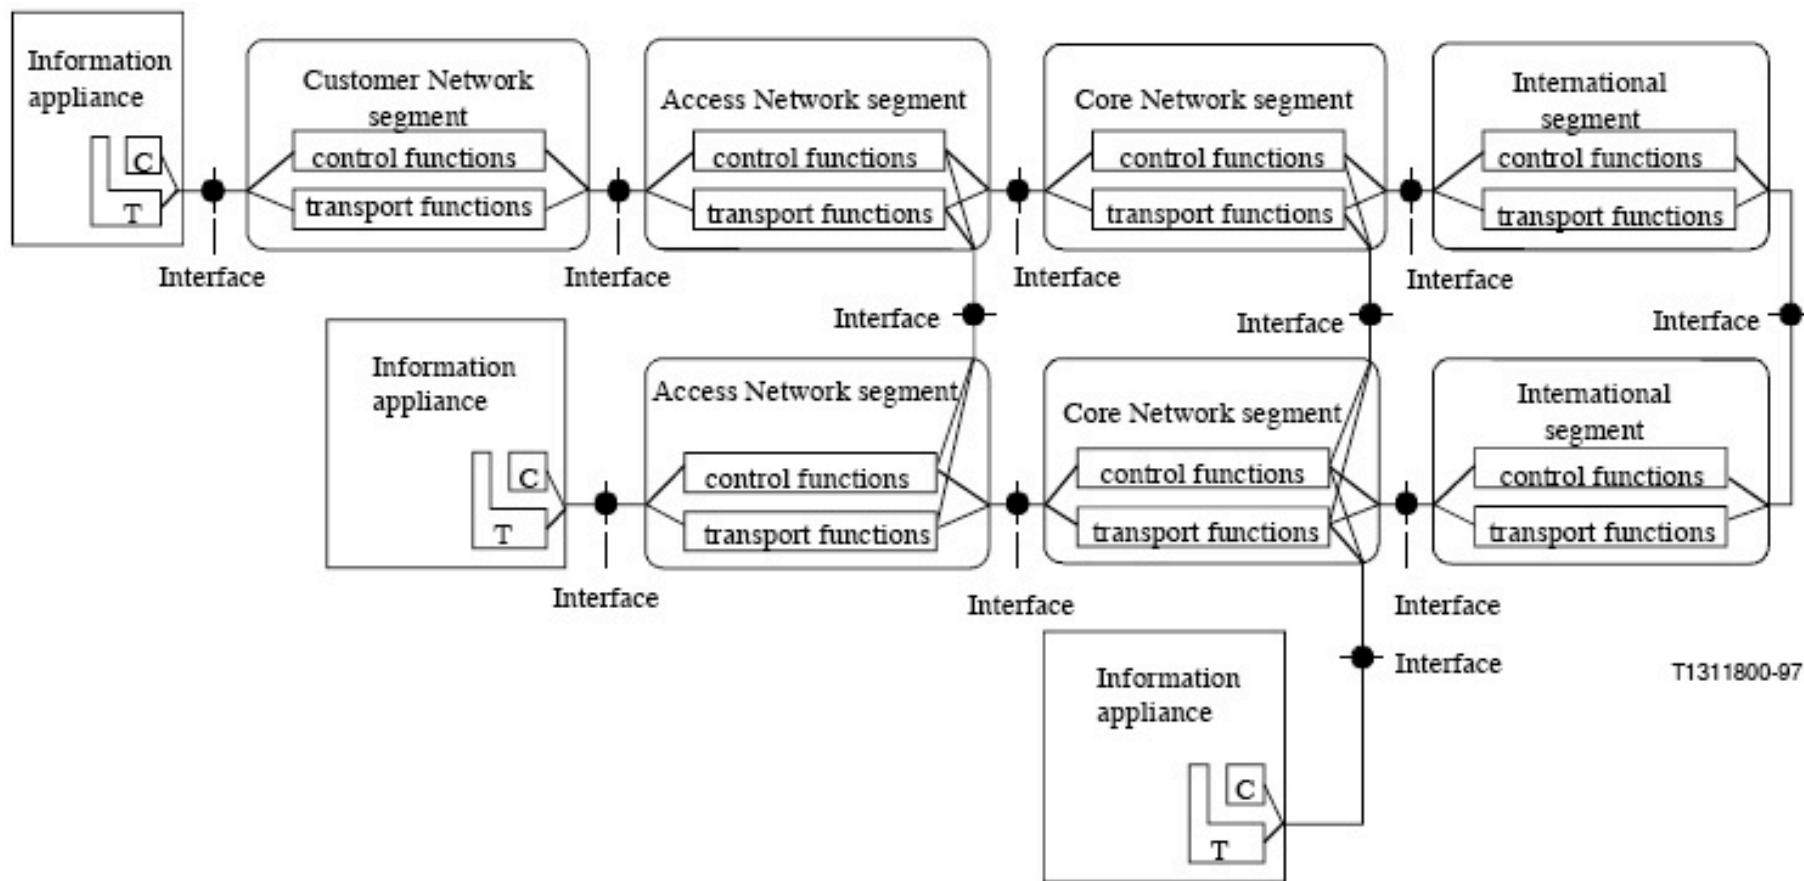 Information
appliance
C
T
Customer Network
segment
control functions
transport functions
Access Network segment
control functions
transport functions
Core Network segment
control functions
transport functions
International
segment
control functions
transport functions
Interface
Interface
Interface
Interface
Interface
Interface
Interface
Information
appliance
C
T
Access Network segment
control functions
transport functions
Core Network segment
control functions
transport functions
International
segment
control functions
transport functions
Interface
Interface
Interface
Interface
T1311800-97
Information
appliance
C
T